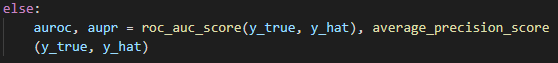 else:
    auroc, aupr = roc_auc_score(y_true, y_hat), average_precision_score
    (y_true, y_hat)